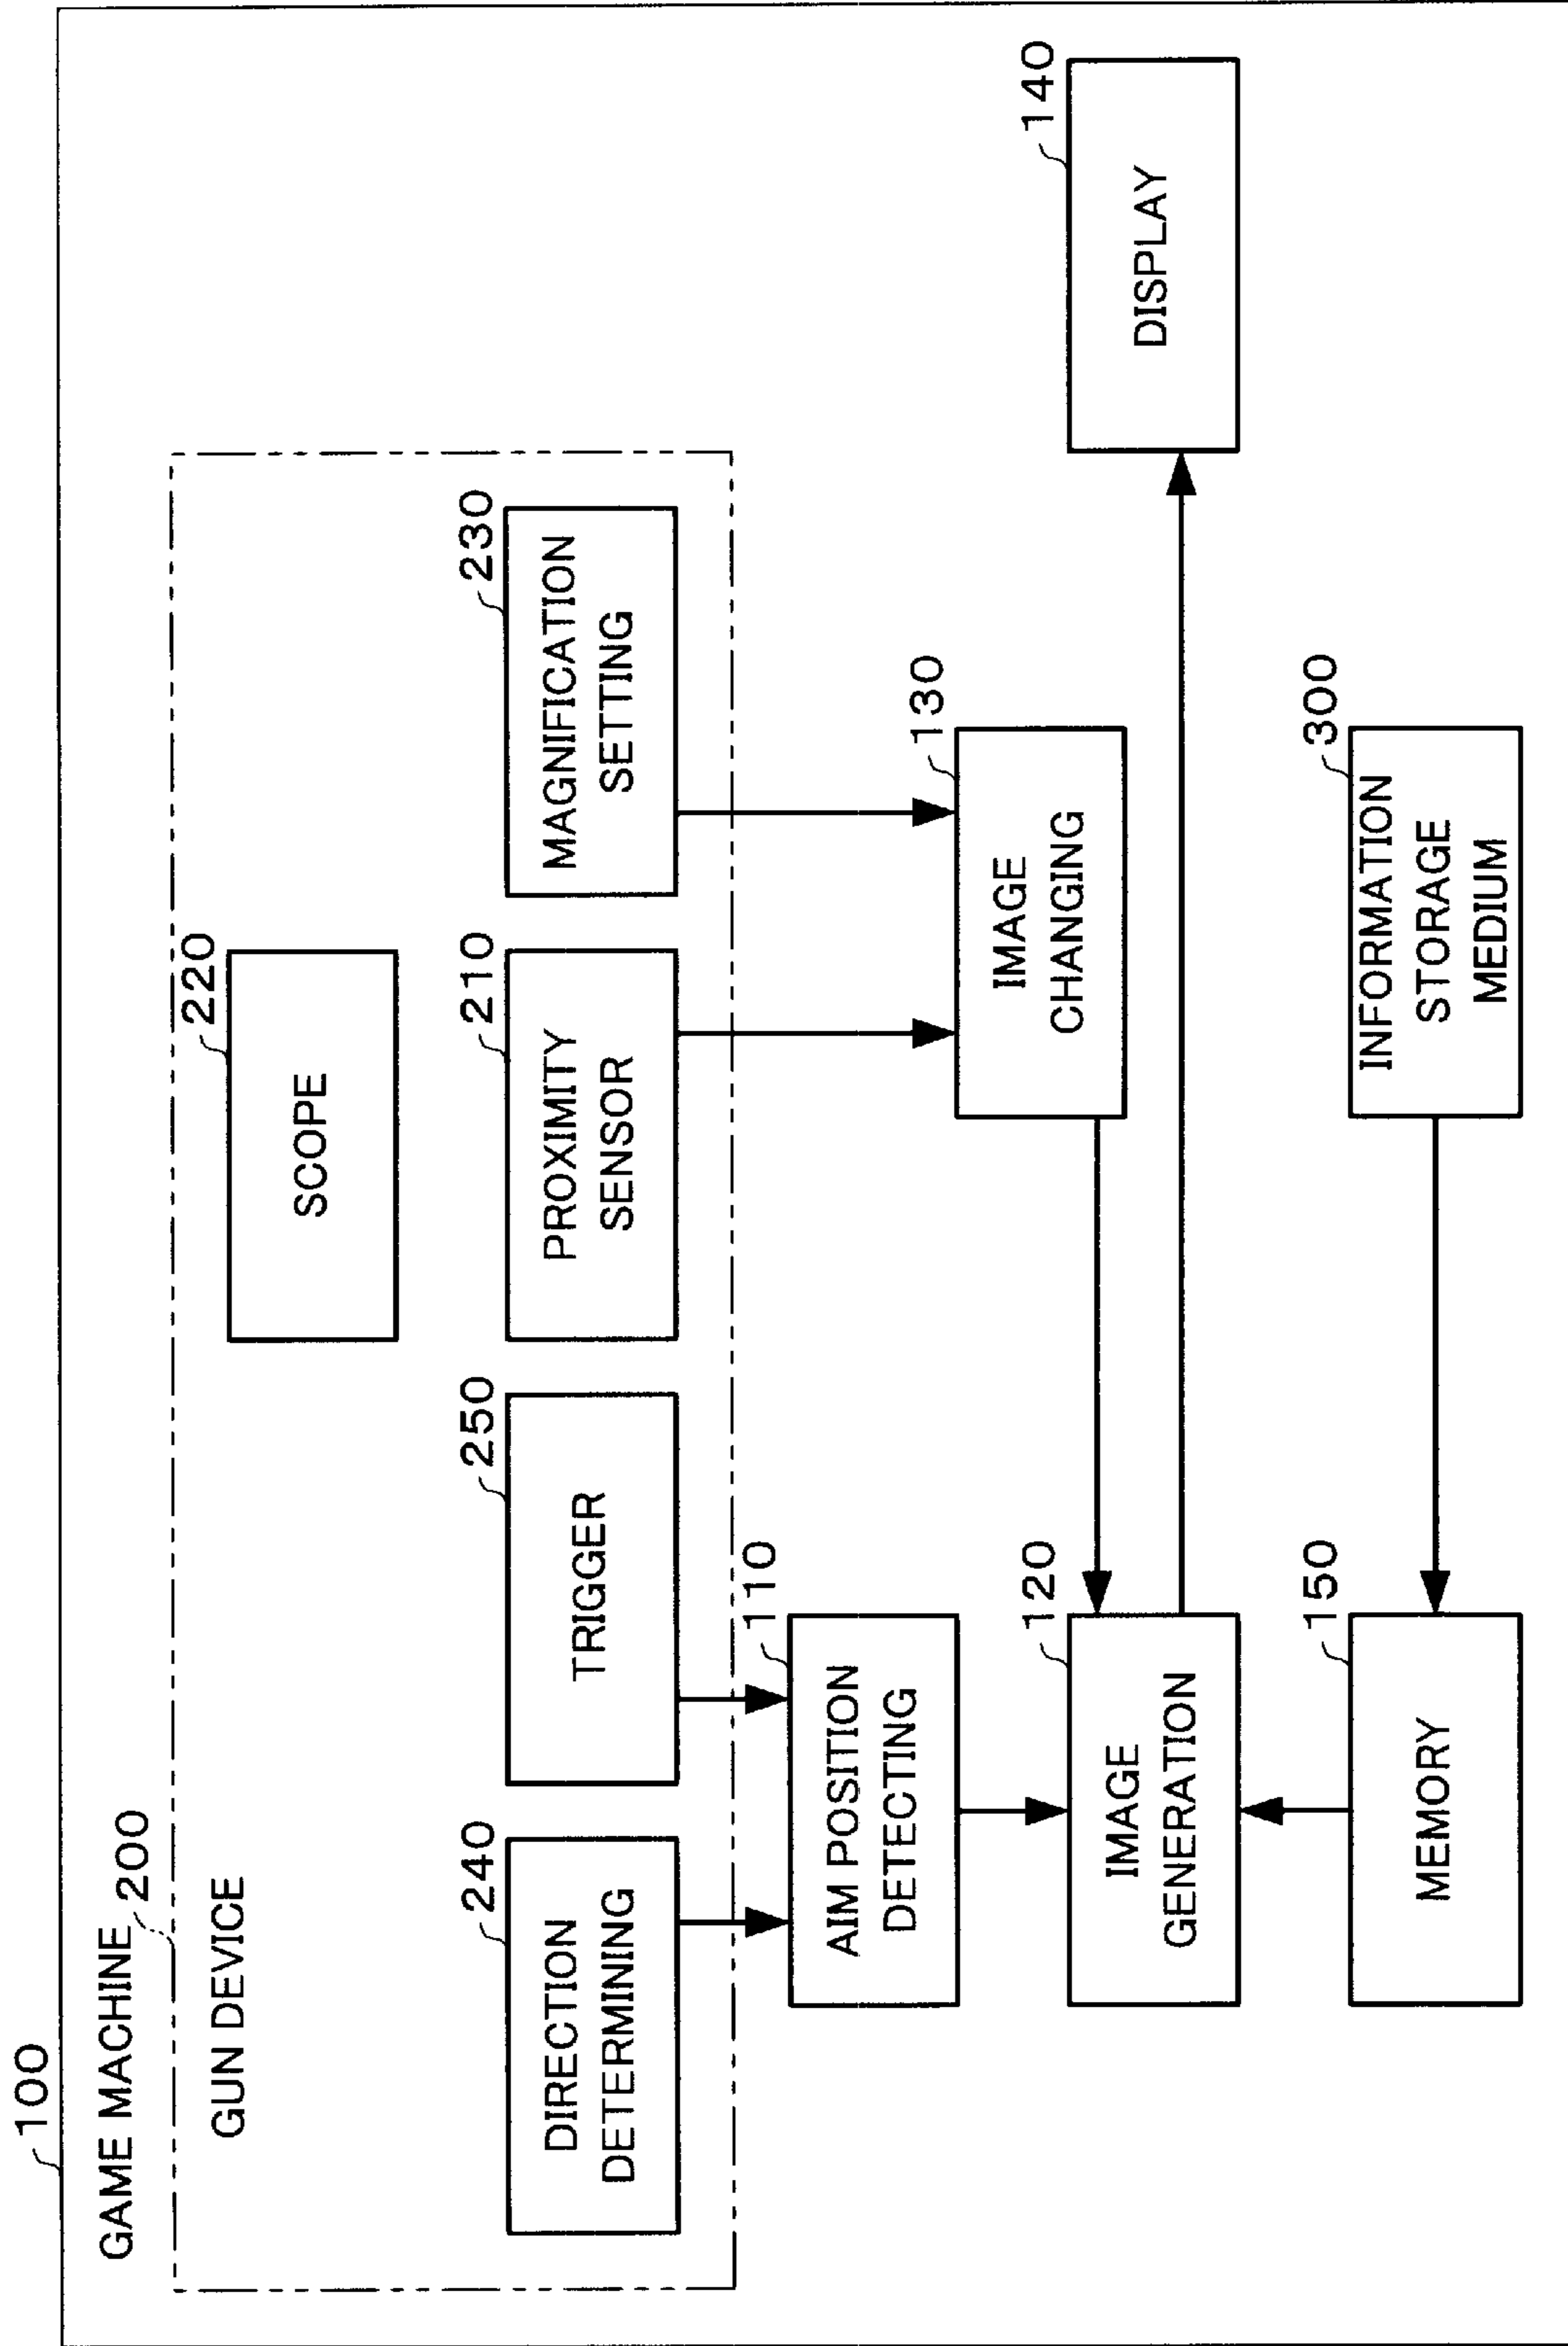 100
GAME MACHINE
200
GUN DEVICE
220
SCOPE
240
DIRECTION
DETERMINING
250
TRIGGER
210
PROXIMITY
SENSOR
230
MAGNIFICATION
SETTING
110
AIM POSITION
DETECTING
130
IMAGE
CHANGING
120
IMAGE
GENERATION
140
DISPLAY
150
MEMORY
300
INFORMATION
STORAGE
MEDIUM